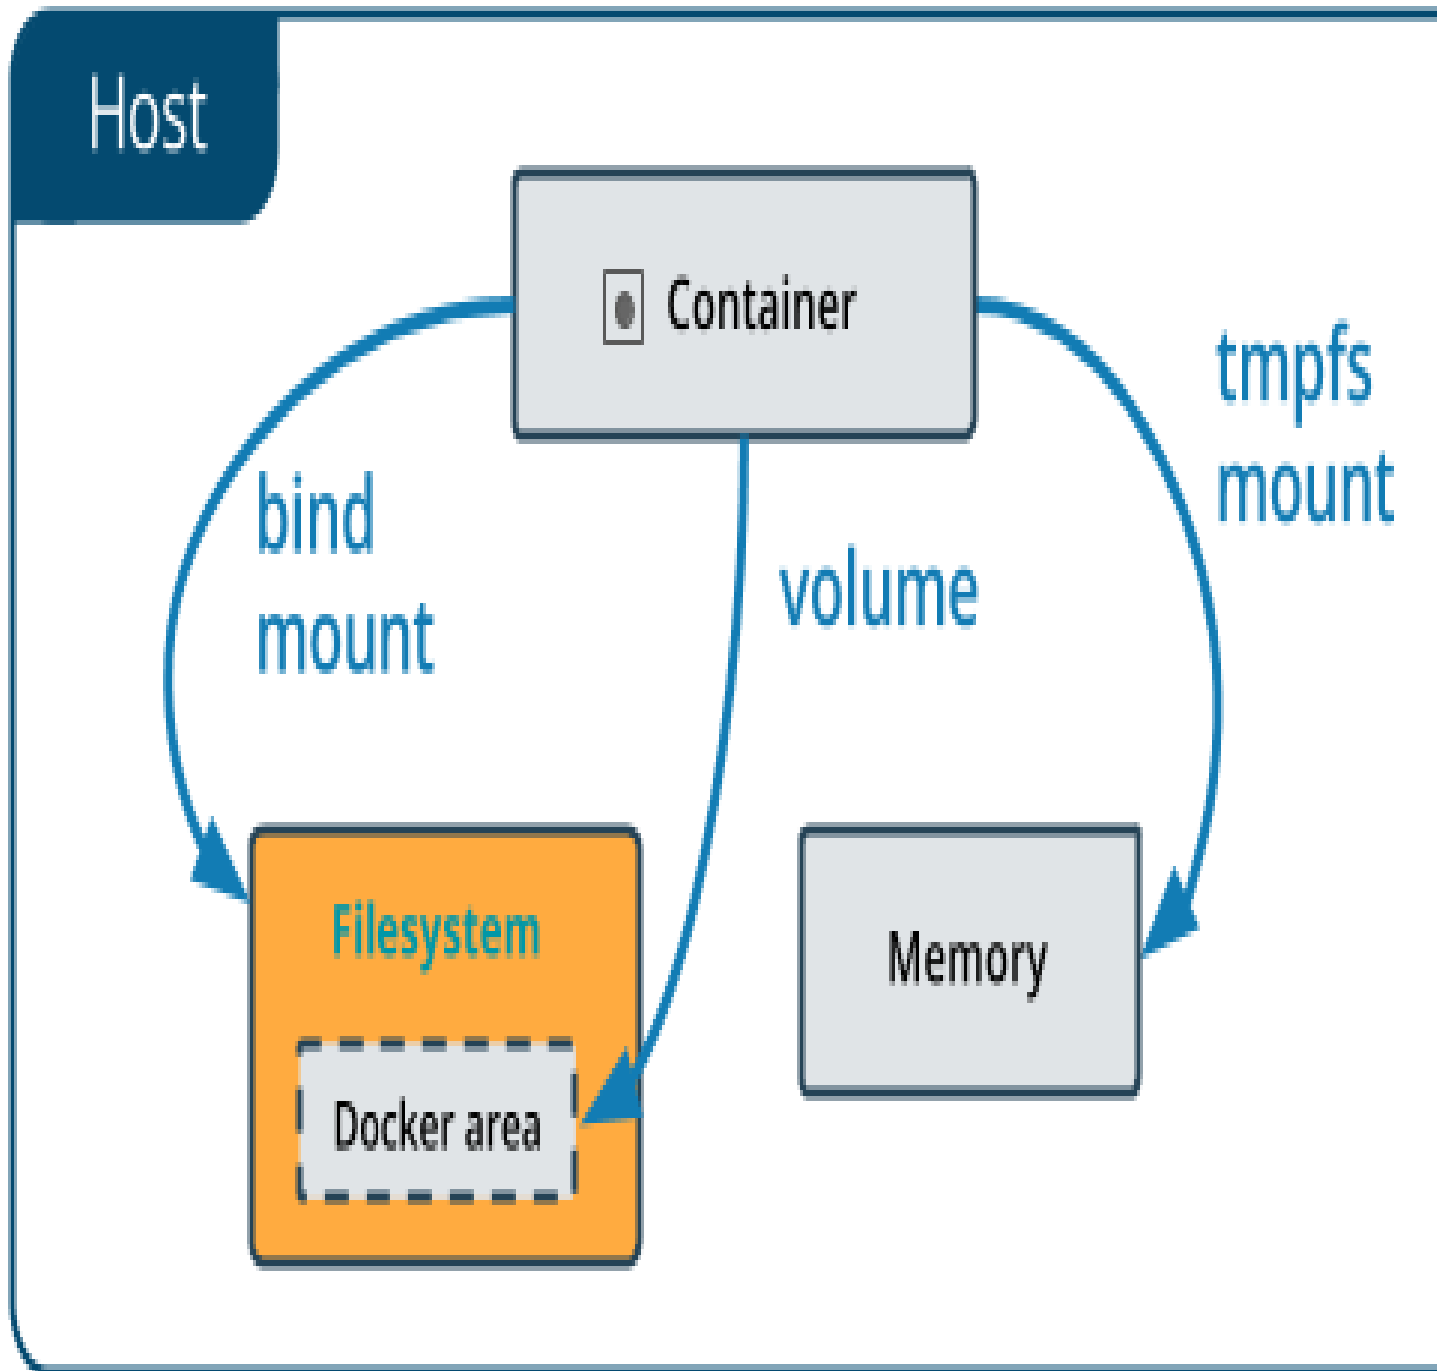 Host
Container
tmpfs
mount
bind
mount
volume
Filesystem
Memory
Docker area